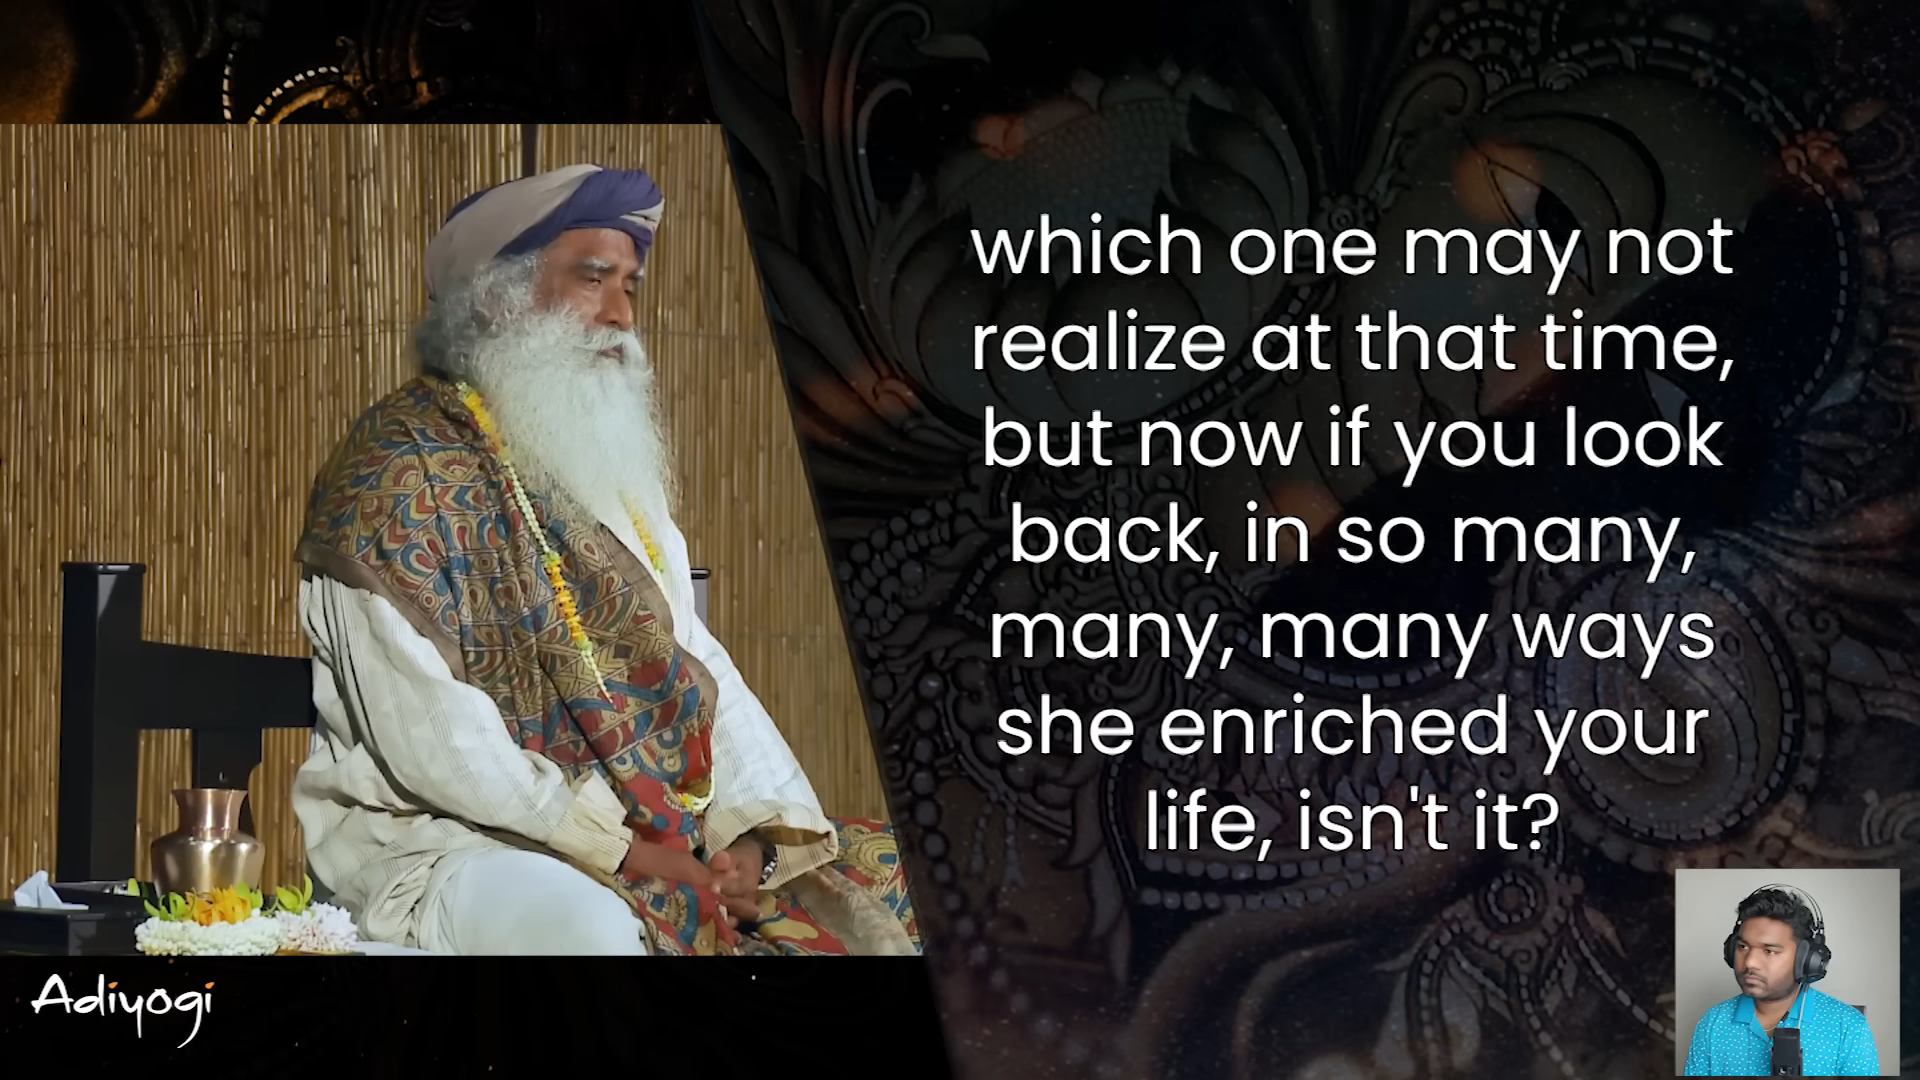 which one may not
realize at that time,
but now if you look
back, in so many,
many, many ways
she enriched your
life, isn't it?
Adiyogi